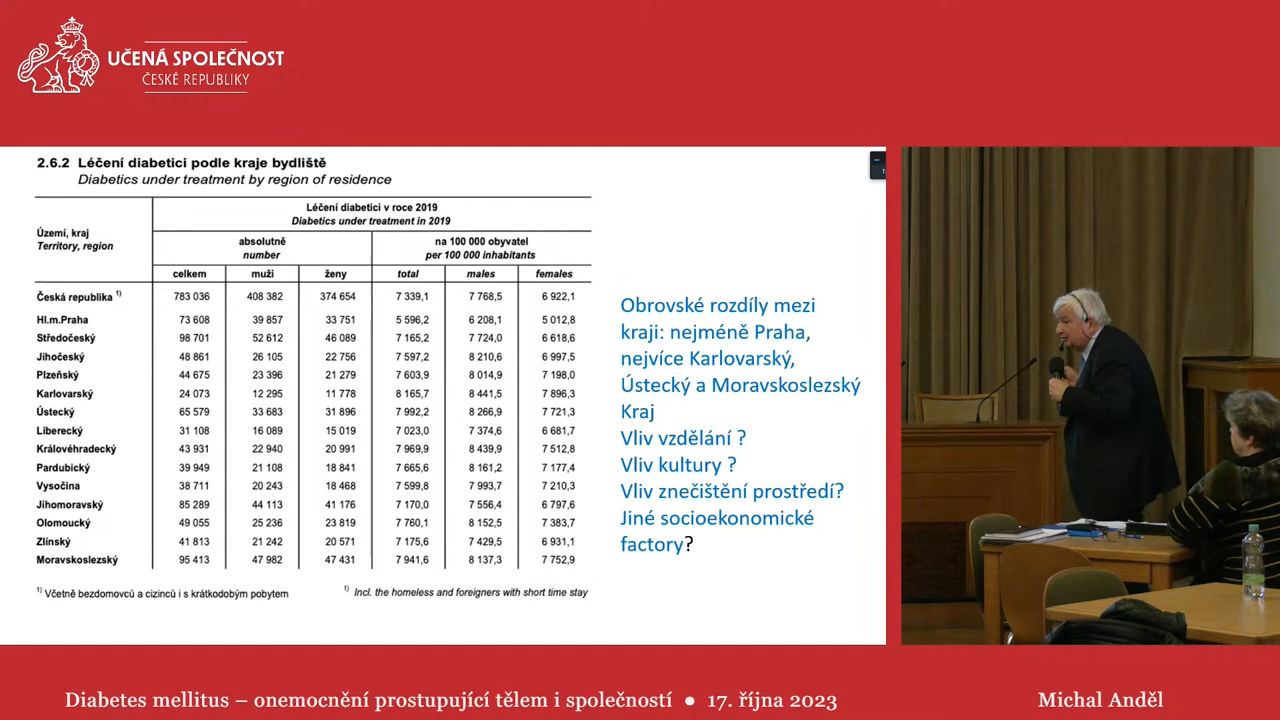 UČENÁ SPOLEČNOST
ČESKÉ REPUBLIKY
2.6.2 Léčení diabetici podle kraje bydliště
Diabetics under treatment by region of residence
Území, kraj
Territory, region
Léčení diabetici v roce 2019
Diabetics under treatment in 2019
absolutně
number
na 100 000 obyvatel
per 100 000 inhabitants
celkem muži ženy total males females
Česká republika 1) 783 036 408 382 374 654 7 339,1 7 768,5 6 922,1
Hl.m.Praha 73 608 39 857 33 751 5 596,2 6 208,1 5 012,8
Středočeský 98 701 52 612 46 089 7 165,2 7 724,0 6 618,6
Jihočeský 48 861 26 105 22 756 7 597,2 8 210,6 6 997,5
Plzeňský 44 675 23 396 21 279 7 603,9 8 014,9 7 198,0
Karlovarský 24 073 12 295 11 778 8 165,7 8 441,5 7 896,3
Ústecký 65 579 33 683 31 896 7 992,2 8 266,9 7 721,3
Liberecký 31 108 16 089 15 019 7 023,0 7 374,6 6 681,7
Královéhradecký 43 931 22 940 20 991 7 969,9 8 439,9 7 512,8
Pardubický 39 949 21 108 18 841 7 665,6 8 161,2 7 177,4
Vysočina 38 711 20 243 18 468 7 599,8 7 993,7 7 210,3
Jihomoravský 85 289 44 113 41 176 7 170,0 7 556,4 6 797,6
Olomoucký 49 055 25 236 23 819 7 760,1 8 152,5 7 383,7
Zlínský 41 813 21 242 20 571 7 175,6 7 429,5 6 931,1
Moravskoslezský 95 413 47 982 47 431 7 941,6 8 137,3 7 752,9
1) Včetně bezdomovců a cizinců i s krátkodobým pobytem
1) Incl. the homeless and foreigners with short time stay
Obrovské rozdíly mezi
kraji: nejméně Praha,
nejvíce Karlovarský,
Ústecký a Moravskoslezský
Kraj
Vliv vzdělání ?
Vliv kultury ?
Vliv znečištění prostředí?
Jiné socioekonomické
factory?
Diabetes mellitus – onemocnění prostupující tělem i společností ● 17. října 2023
Michal Anděl